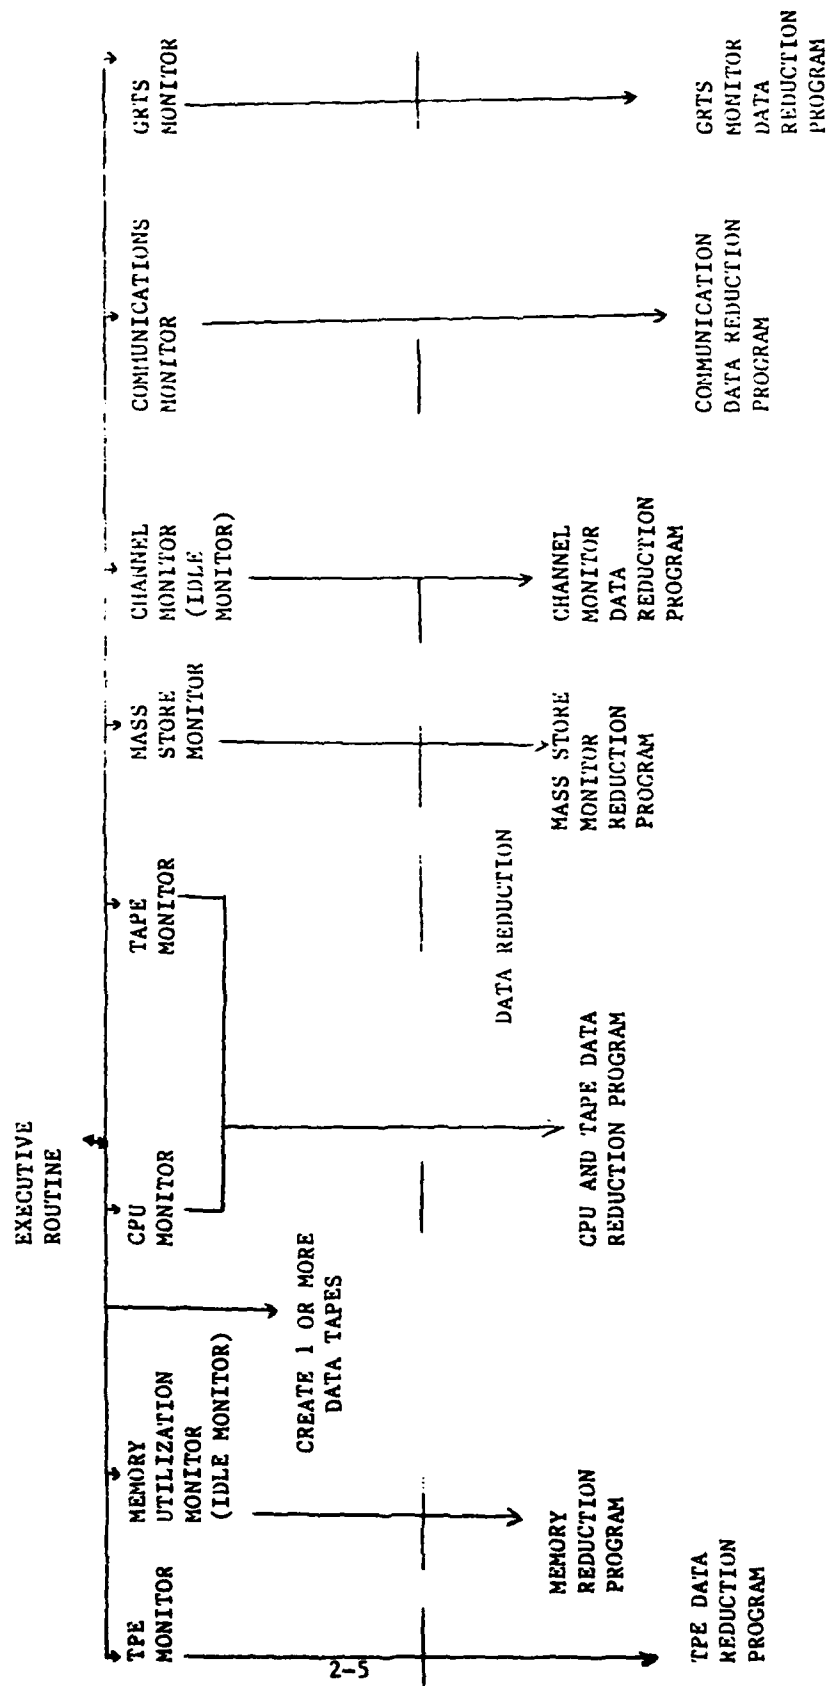 EXECUTIVE
ROUTINE
TPE
MONITOR
MEMORY
UTILIZATION
MONITOR
(IDLE MONITOR)
CPU
MONITOR
TAPE
MONITOR
MASS
STORE
MONITOR
CHANNEL
MONITOR
(IDLE
MONITOR)
COMMUNICATIONS
MONITOR
GRTS
MONITOR
CREATE 1 OR MORE
DATA TAPES
DATA REDUCTION
TPE DATA
REDUCTION
PROGRAM
MEMORY
REDUCTION
PROGRAM
CPU AND TAPE DATA
REDUCTION PROGRAM
MASS STORE
MONITOR
REDUCTION
PROGRAM
CHANNEL
MONITOR
DATA
REDUCTION
PROGRAM
COMMUNICATION
DATA REDUCTION
PROGRAM
GRTS
MONITOR
DATA
REDUCTION
PROGRAM
2-5